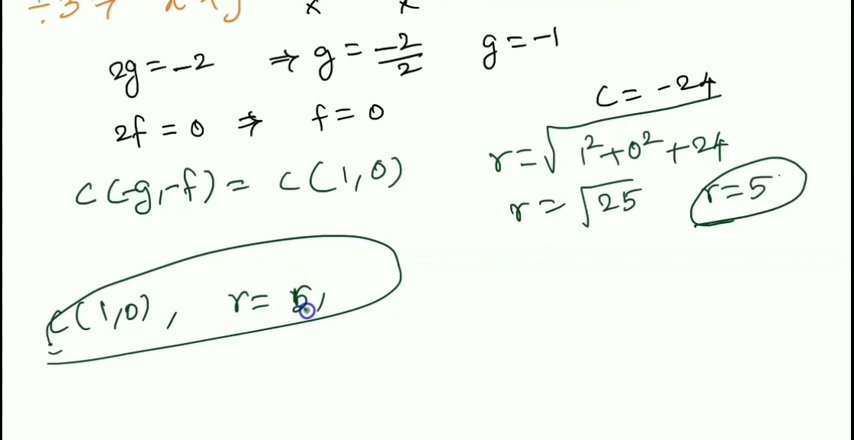 2g = -2 ⇒ g = -2/2 g = -1
c = -24
2f = 0 ⇒ f = 0
r = √1² + 0² + 24
c(-g, -f) = c(1, 0)
r = √25 r = 5
c(1, 0), r = 5,